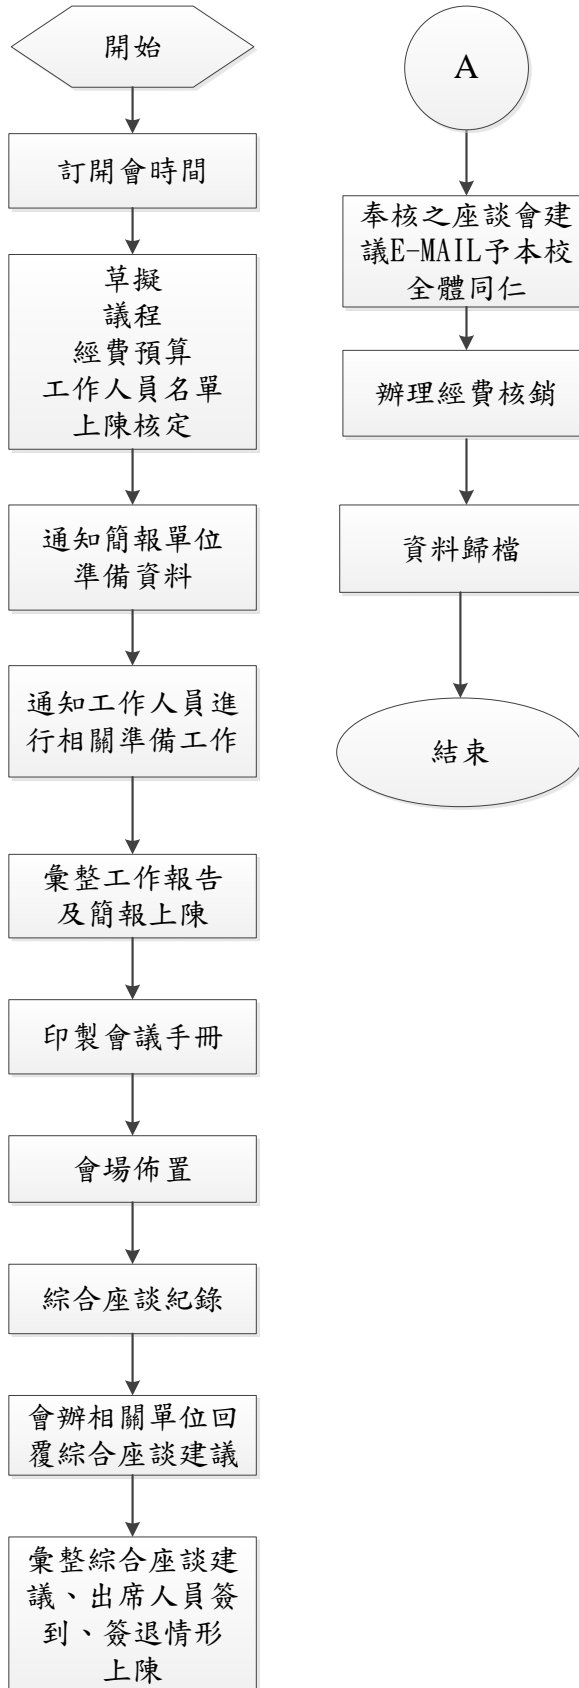 開始
訂開會時間
草擬
議程
經費預算
工作人員名單
上陳核定
通知簡報單位
準備資料
通知工作人員進
行相關準備工作
彙整工作報告
及簡報上陳
印製會議手冊
會場佈置
綜合座談紀錄
會辦相關單位回
覆綜合座談建議
彙整綜合座談建
議、出席人員簽
到、簽退情形
上陳
A
奉核之座談會建
議E-MAIL予本校
全體同仁
辦理經費核銷
資料歸檔
結束